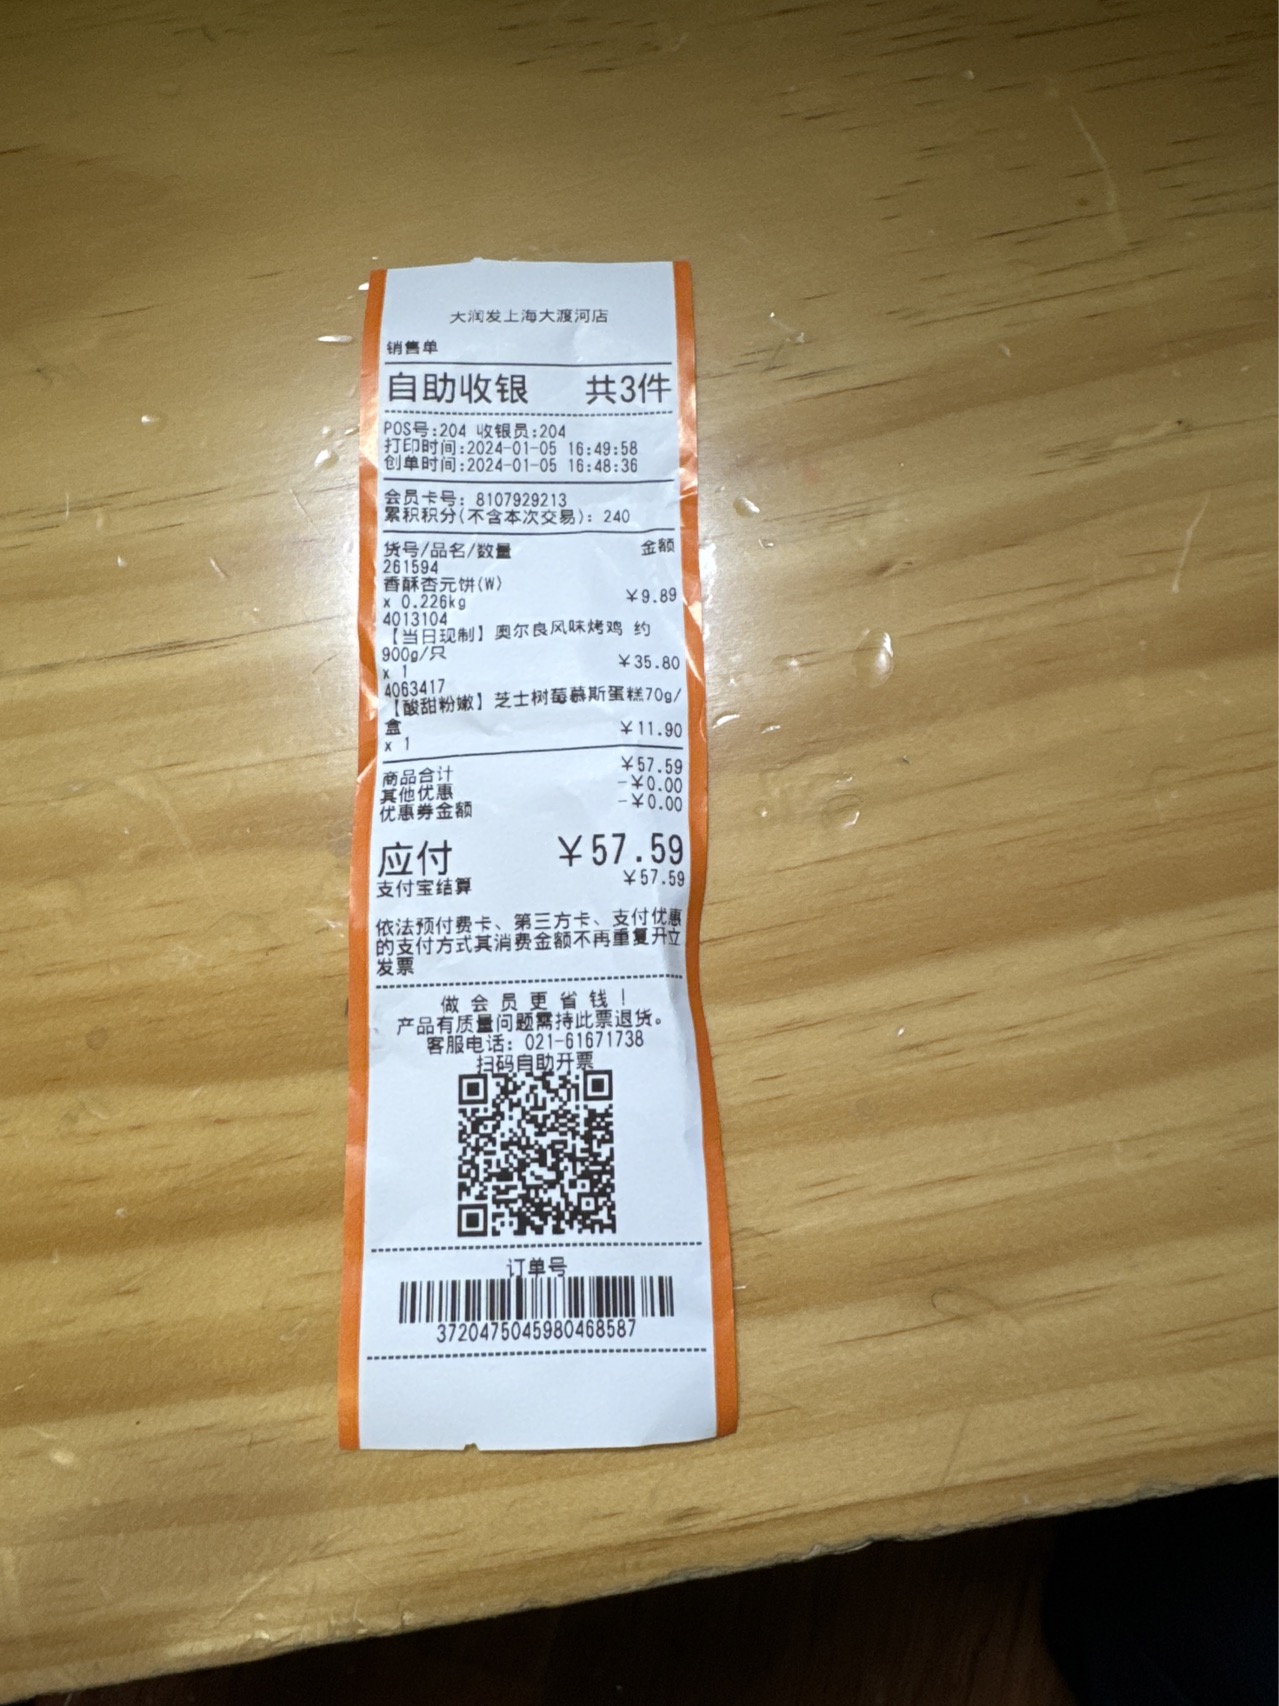 大润发上海大渡河店
销售单
自助收银 共3件
POS号:204 收银员:204
打印时间:2024-01-05 16:49:58
创单时间:2024-01-05 16:48:36
会员卡号: 8107929213
累积积分(不含本次交易): 240
货号/品名/数量 金额
261594
香酥杏元饼(W)
x 0.226kg ￥9.89
4013104
【当日现制】奥尔良风味烤鸡 约
900g/只
x 1 ￥35.80
4063417
【酸甜粉嫩】芝士树莓慕斯蛋糕70g/
盒
x 1 ￥11.90
商品合计 ￥57.59
其他优惠 -￥0.00
优惠券金额 -￥0.00
应付 ￥57.59
支付宝结算 ￥57.59
依法预付费卡、第三方卡、支付优惠
的支付方式其消费金额不再重复开立
发票
做会员更省钱!
产品有质量问题需持此票退货。
客服电话: 021-61671738
扫码自助开票
订单号
3720475045980468587